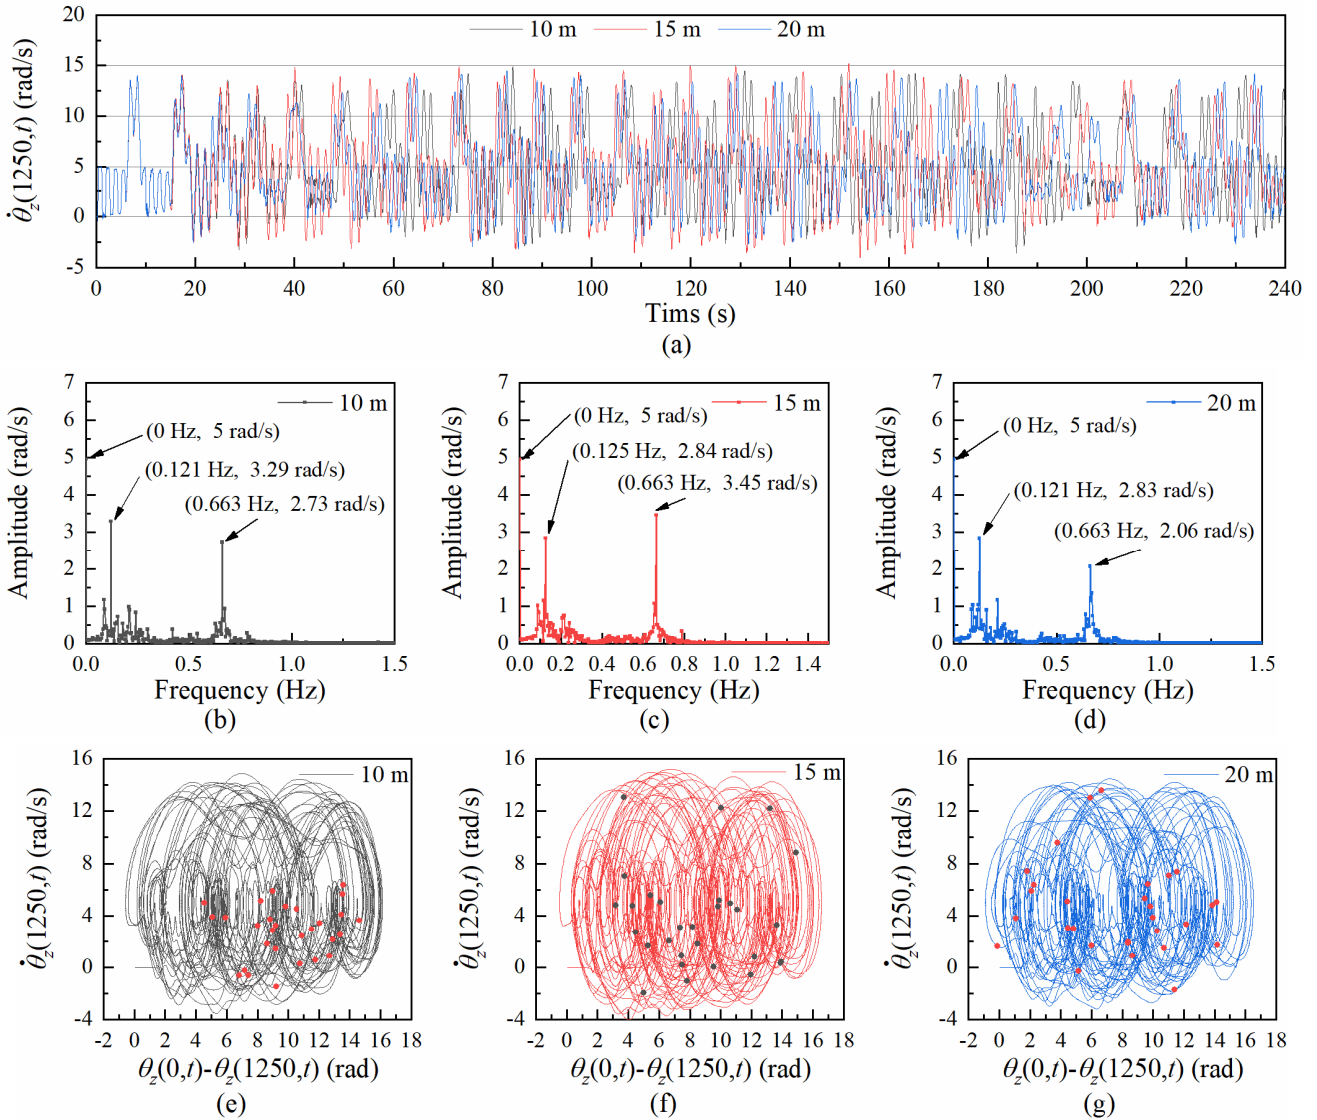 20
15
10
5
0
-5
θ̇z(1250,t) (rad/s)
10 m 15 m 20 m
0 20 40 60 80 100 120 140 160 180 200 220 240
Tims (s)
(a)
7
6
5
4
3
2
1
0
Amplitude (rad/s)
10 m
(0 Hz, 5 rad/s)
(0.121 Hz, 3.29 rad/s)
(0.663 Hz, 2.73 rad/s)
0.0 0.5 1.0 1.5
Frequency (Hz)
(b)
7
6
5
4
3
2
1
0
Amplitude (rad/s)
15 m
(0 Hz, 5 rad/s)
(0.125 Hz, 2.84 rad/s)
(0.663 Hz, 3.45 rad/s)
0.0 0.2 0.4 0.6 0.8 1.0 1.2 1.4
Frequency (Hz)
(c)
7
6
5
4
3
2
1
0
Amplitude (rad/s)
20 m
(0 Hz, 5 rad/s)
(0.121 Hz, 2.83 rad/s)
(0.663 Hz, 2.06 rad/s)
0.0 0.5 1.0 1.5
Frequency (Hz)
(d)
16
12
8
4
0
-4
θ̇z(1250,t) (rad/s)
10 m
-2 0 2 4 6 8 10 12 14 16 18
θz(0,t)-θz(1250,t) (rad)
(e)
16
12
8
4
0
-4
θ̇z(1250,t) (rad/s)
15 m
-2 0 2 4 6 8 10 12 14 16 18
θz(0,t)-θz(1250,t) (rad)
(f)
16
12
8
4
0
-4
θ̇z(1250,t) (rad/s)
20 m
-2 0 2 4 6 8 10 12 14 16 18
θz(0,t)-θz(1250,t) (rad)
(g)